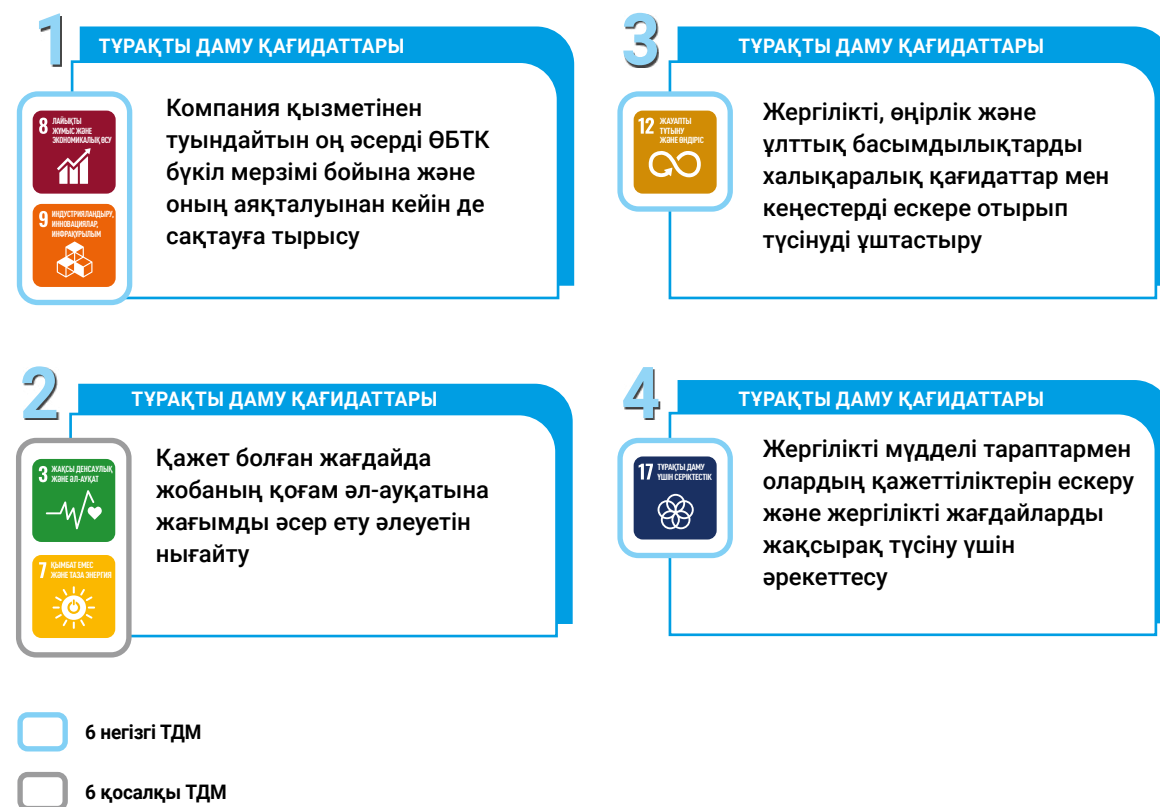 1
ТҰРАҚТЫ ДАМУ ҚАҒИДАТТАРЫ
8 ЛАЙЫҚТЫ
ЖҰМЫС ЖӘНЕ
ЭКОНОМИКАЛЫҚ ӨСУ
9 ИНДУСТРИЯЛАНДЫРУ,
ИННОВАЦИЯЛАР,
ИНФРАҚҰРЫЛЫМ
Компания қызметінен
туындайтын оң әсерді ӨБТК
бүкіл мерзімі бойына және
оның аяқталуынан кейін де
сақтауға тырысу
2
ТҰРАҚТЫ ДАМУ ҚАҒИДАТТАРЫ
3 ЖАҚСЫ ДЕНСАУЛЫҚ
ЖӘНЕ ӘЛ-АУҚАТ
7 ҚЫМБАТ ЕМЕС
ЖӘНЕ ТАЗА ЭНЕРГИЯ
Қажет болған жағдайда
жобаның қоғам әл-ауқатына
жағымды әсер ету әлеуетін
нығайту
3
ТҰРАҚТЫ ДАМУ ҚАҒИДАТТАРЫ
12 ЖАУАПТЫ
ТҰТЫНУ
ЖӘНЕ ӨНДІРІС
Жергілікті, өңірлік және
ұлттық басымдылықтарды
халықаралық қағидаттар мен
кеңестерді ескере отырып
түсінуді ұштастыру
4
ТҰРАҚТЫ ДАМУ ҚАҒИДАТТАРЫ
17 ТҰРАҚТЫ ДАМУ
ҮШІН СЕРІКТЕСТІК
Жергілікті мүдделі тараптармен
олардың қажеттіліктерін ескеру
және жергілікті жағдайларды
жақсырақ түсіну үшін
әрекеттесу
6 негізгі ТДМ
6 қосалқы ТДМ